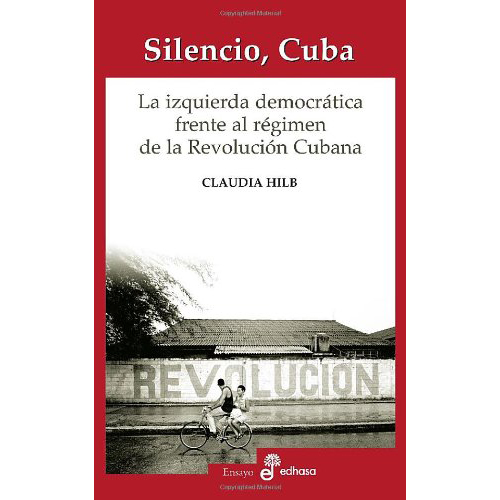 Silencio, Cuba
La izquierda democrática
frente al régimen
de la Revolución Cubana
CLAUDIA HILB
REVOLUCION
Ensayo edhasa